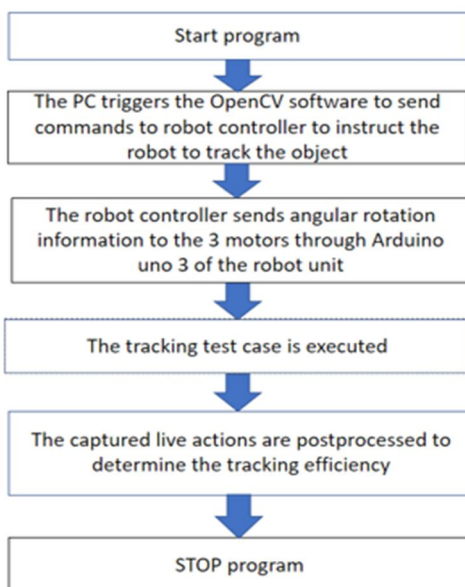 Start program
The PC triggers the OpenCV software to send
commands to robot controller to instruct the
robot to track the object
The robot controller sends angular rotation
information to the 3 motors through Arduino
uno 3 of the robot unit
The tracking test case is executed
The captured live actions are postprocessed to
determine the tracking efficiency
STOP program